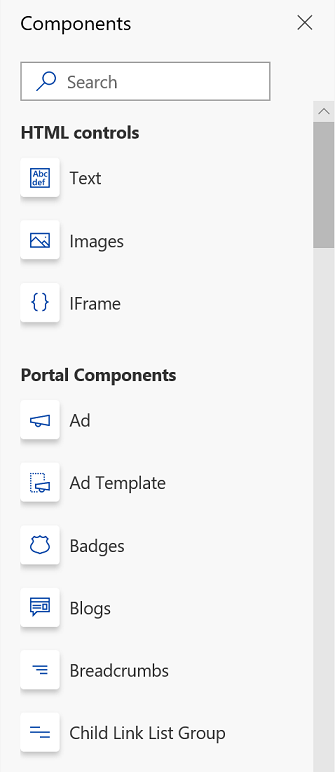 Components
Search
HTML controls
Abc
def
Text
Images
IFrame
Portal Components
Ad
Ad Template
Badges
Blogs
Breadcrumbs
Child Link List Group